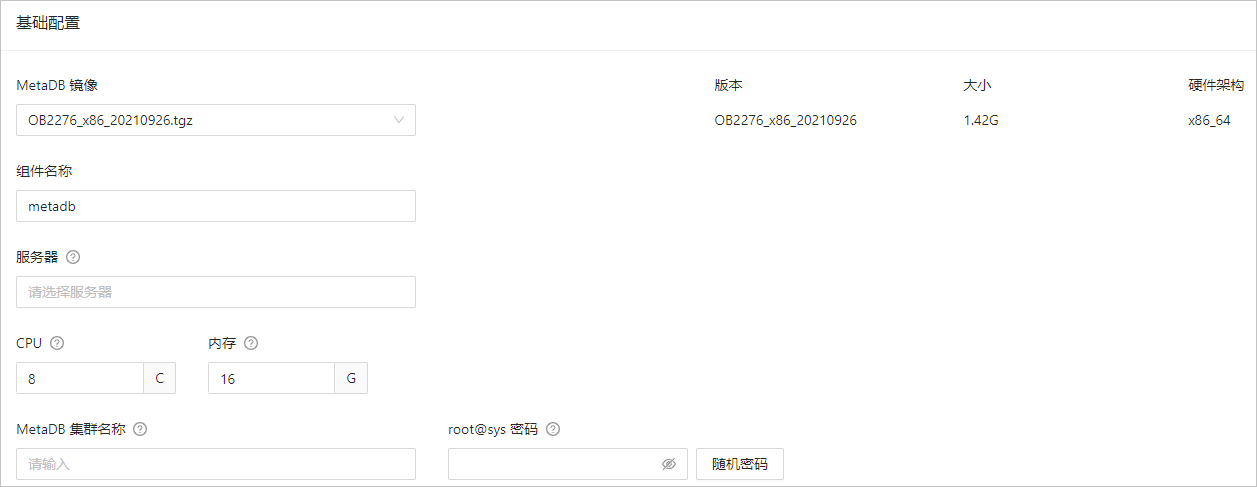 基础配置
MetaDB 镜像 版本 大小 硬件架构
OB2276_x86_20210926.tgz OB2276_x86_20210926 1.42G x86_64
组件名称
metadb
服务器
请选择服务器
CPU 内存
8 C 16 G
MetaDB 集群名称 root@sys 密码
请输入 随机密码